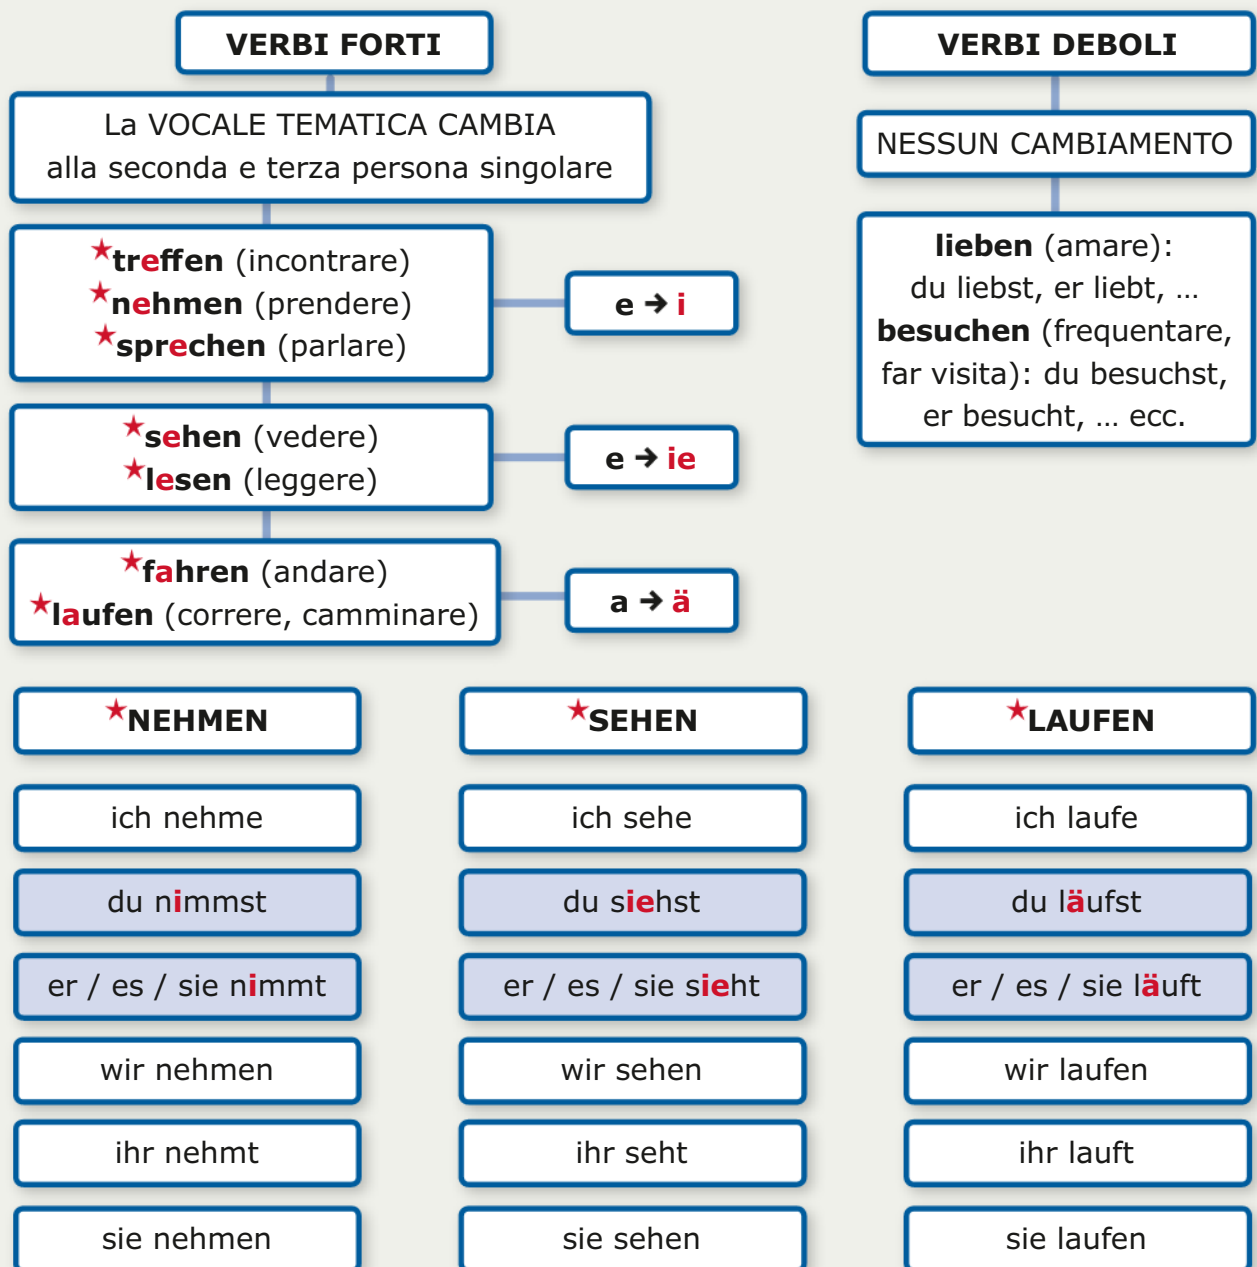 VERBI FORTI
La VOCALE TEMATICA CAMBIA
alla seconda e terza persona singolare
★treffen (incontrare)
★nehmen (prendere)
★sprechen (parlare)
e → i
★sehen (vedere)
★lesen (leggere)
e → ie
★fahren (andare)
★laufen (correre, camminare)
a → ä
VERBI DEBOLI
NESSUN CAMBIAMENTO
lieben (amare):
du liebst, er liebt, ...
besuchen (frequentare,
far visita): du besuchst,
er besucht, ... ecc.
★NEHMEN
ich nehme
du nimmst
er / es / sie nimmt
wir nehmen
ihr nehmt
sie nehmen
★SEHEN
ich sehe
du siehst
er / es / sie sieht
wir sehen
ihr seht
sie sehen
★LAUFEN
ich laufe
du läufst
er / es / sie läuft
wir laufen
ihr lauft
sie laufen